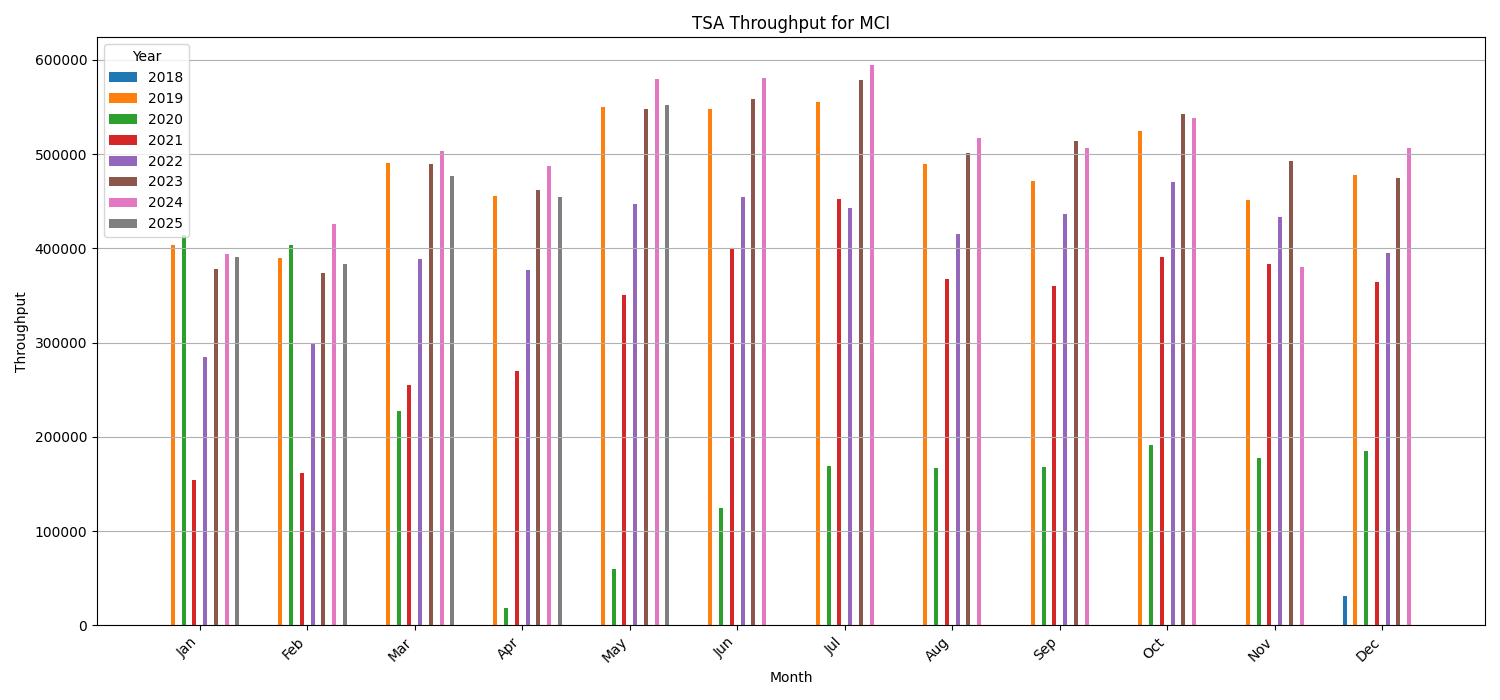 TSA Throughput for MCI
Year
2018
2019
2020
2021
2022
2023
2024
2025
Throughput
600000
500000
400000
300000
200000
100000
0
Jan
Feb
Mar
Apr
May
Jun
Jul
Aug
Sep
Oct
Nov
Dec
Month